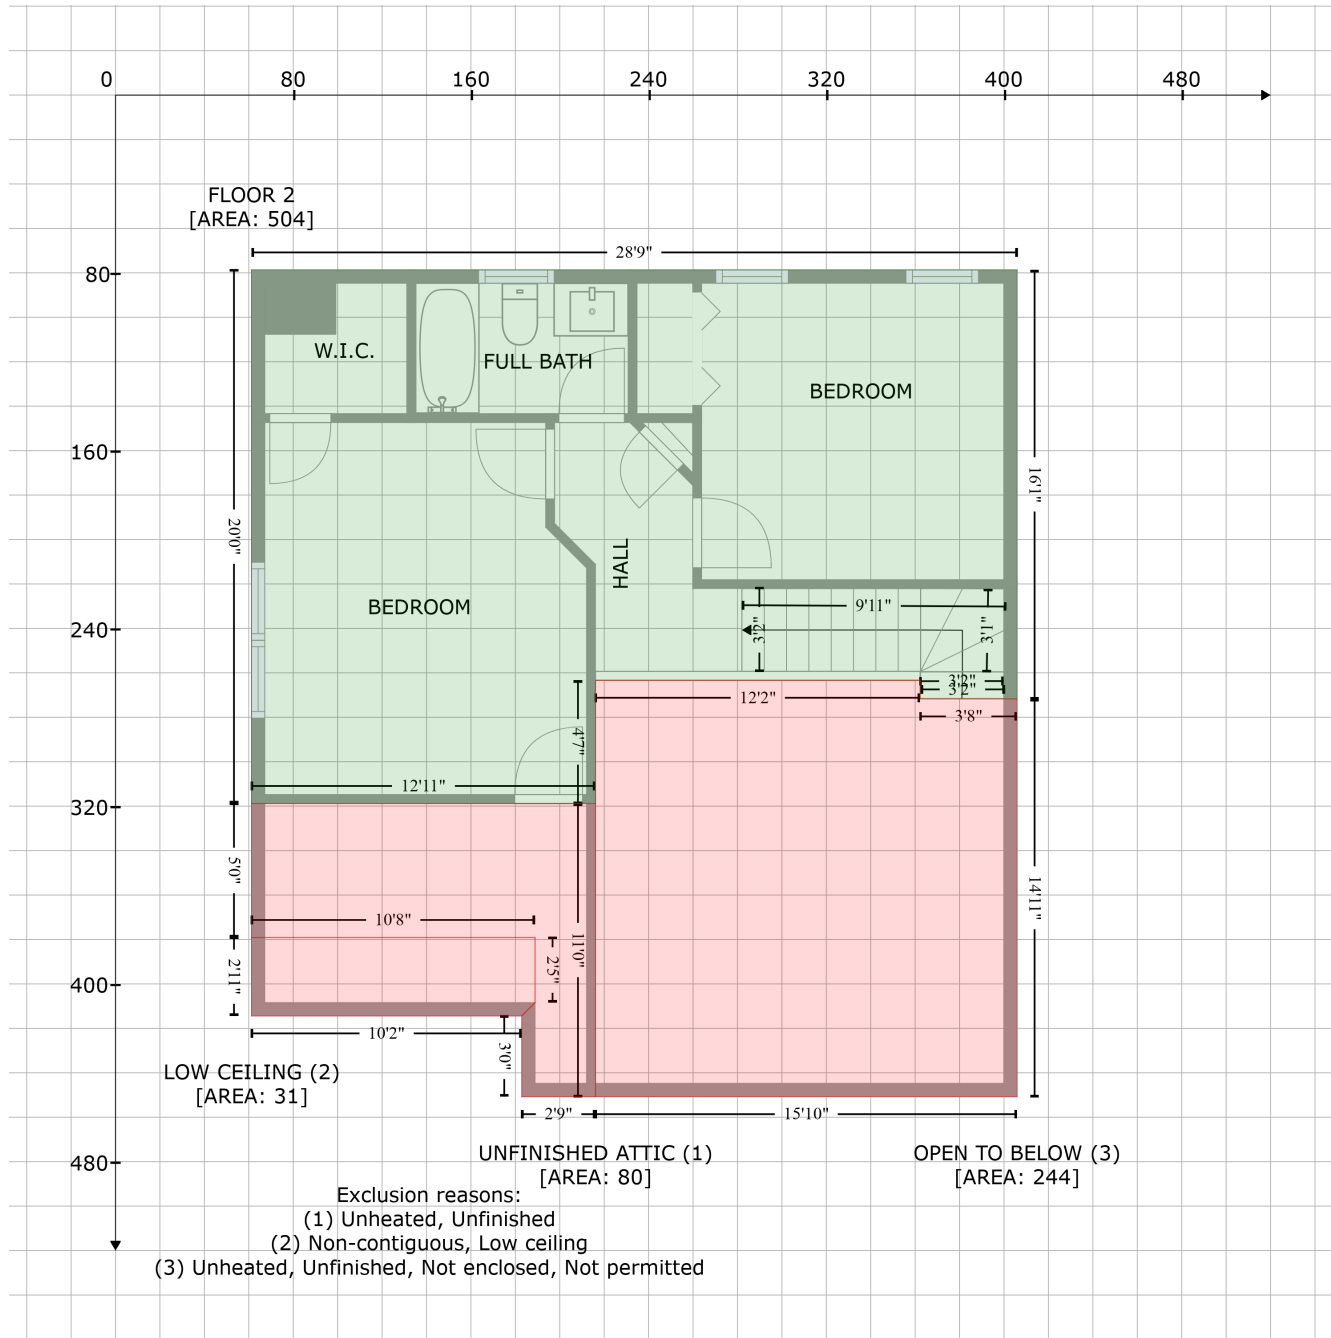 0 80 160 240 320 400 480
FLOOR 2
[AREA: 504]
28'9"
80
W.I.C.
FULL BATH
BEDROOM
160
16'1"
20'0"
HALL
BEDROOM
9'11"
240
3'2"
3'1"
3'2"
3'2"
12'2"
3'8"
4'7"
12'11"
320
5'0"
14'11"
10'8"
11'0"
2'5"
2'11"
400
10'2"
3'0"
LOW CEILING (2)
[AREA: 31]
2'9"
15'10"
480
UNFINISHED ATTIC (1)
[AREA: 80]
OPEN TO BELOW (3)
[AREA: 244]
Exclusion reasons:
(1) Unheated, Unfinished
(2) Non-contiguous, Low ceiling
(3) Unheated, Unfinished, Not enclosed, Not permitted